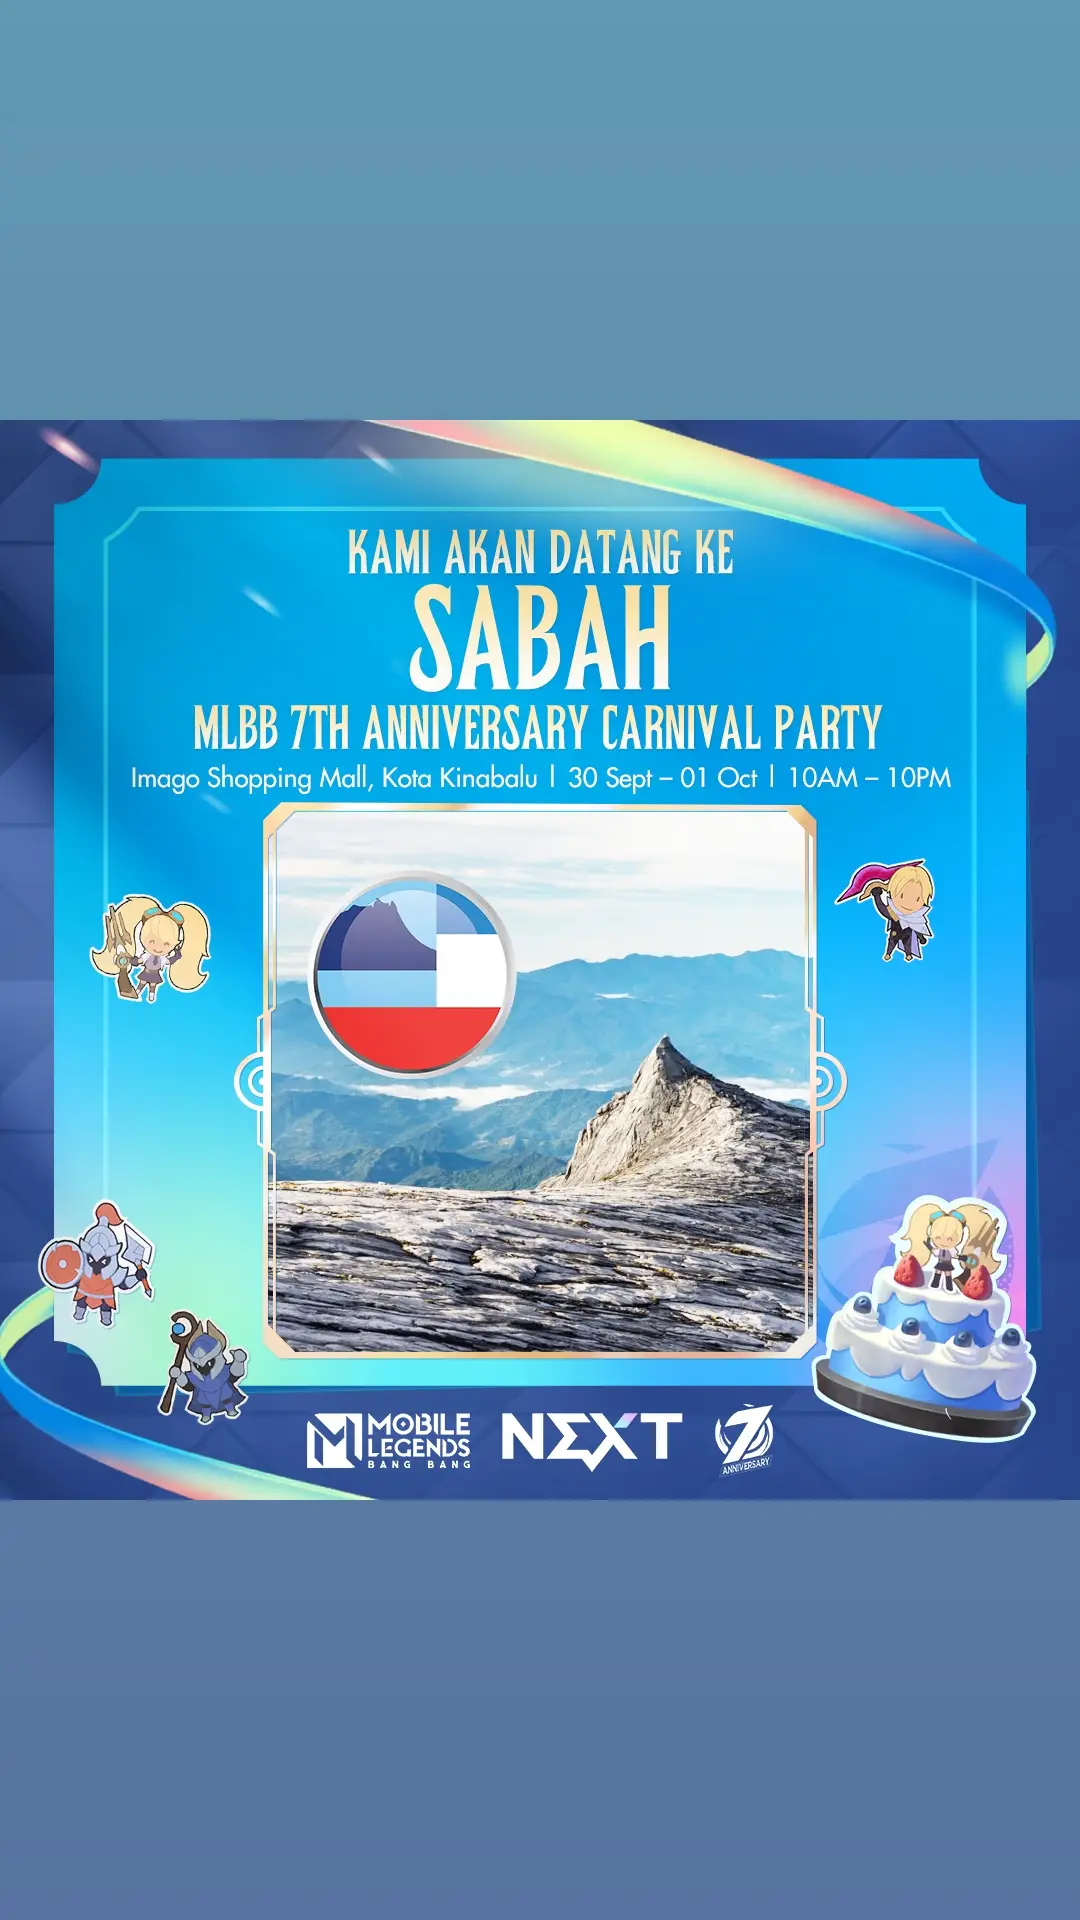 KAMI AKAN DATANG KE
SABAH
MLBB 7TH ANNIVERSARY CARNIVAL PARTY
Imago Shopping Mall, Kota Kinabalu | 30 Sept – 01 Oct | 10AM – 10PM
MOBILE
LEGENDS
BANG BANG
NEXT
7
ANNIVERSARY